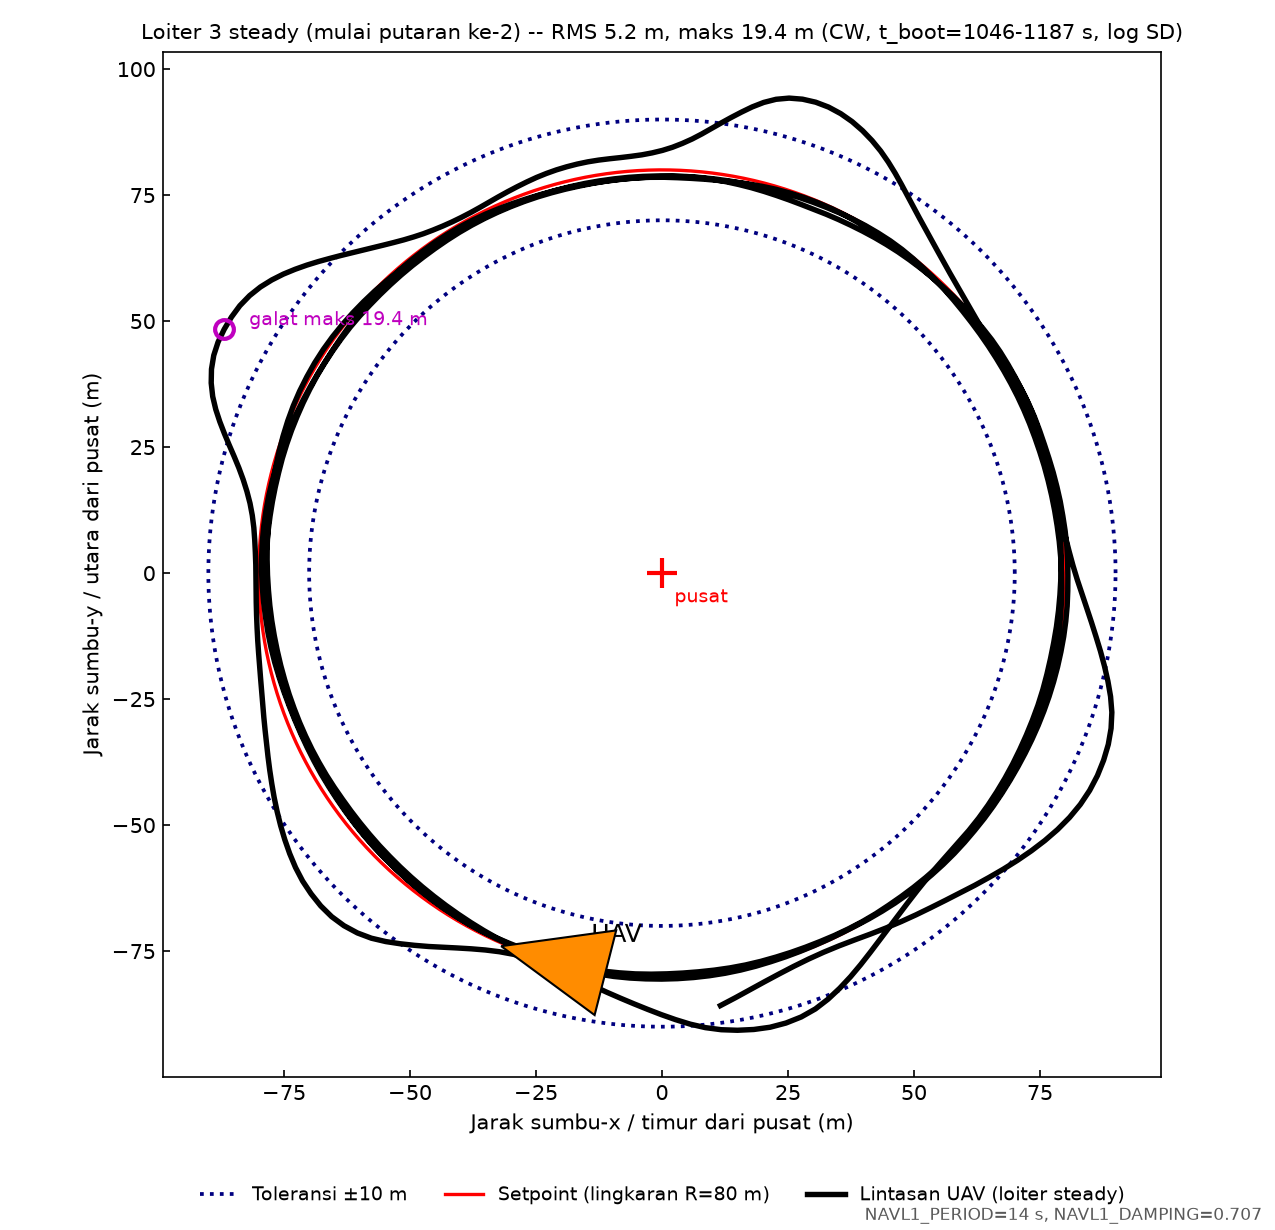 Loiter 3 steady (mulai putaran ke-2) -- RMS 5.2 m, maks 19.4 m (CW, t_boot=1046-1187 s, log SD)
100
75
50
25
0
−25
−50
−75
Jarak sumbu-y / utara dari pusat (m)
galat maks 19.4 m
pusat
UAV
−75
−50
−25
0
25
50
75
Jarak sumbu-x / timur dari pusat (m)
Toleransi ±10 m
Setpoint (lingkaran R=80 m)
Lintasan UAV (loiter steady)
NAVL1_PERIOD=14 s, NAVL1_DAMPING=0.707